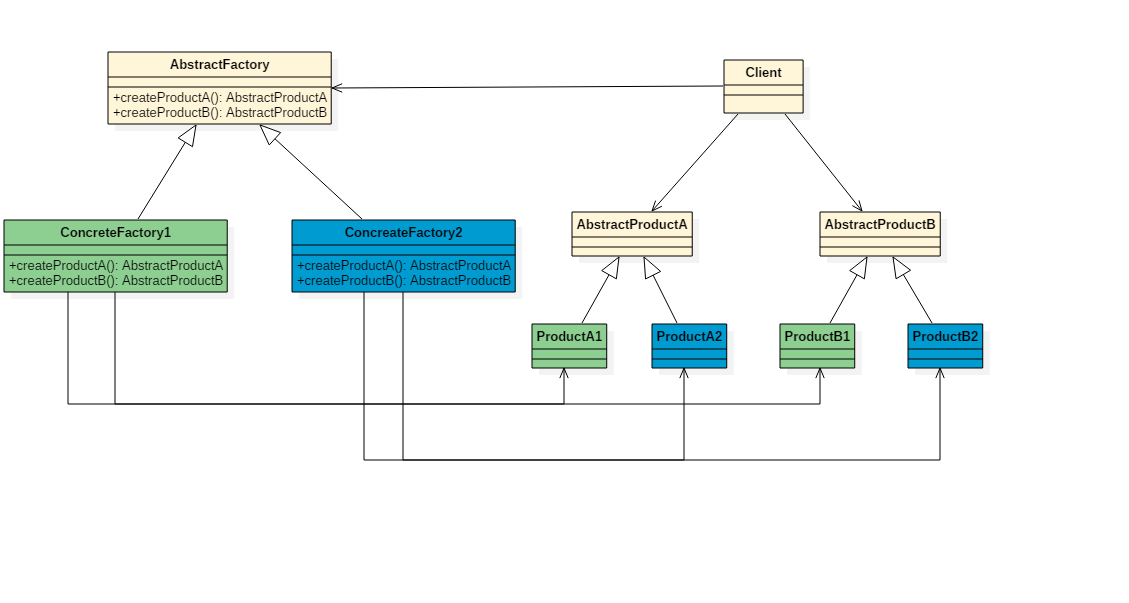 AbstractFactory
+createProductA(): AbstractProductA
+createProductB(): AbstractProductB
Client
ConcreteFactory1
+createProductA(): AbstractProductA
+createProductB(): AbstractProductB
ConcreateFactory2
+createProductA(): AbstractProductA
+createProductB(): AbstractProductB
AbstractProductA
AbstractProductB
ProductA1
ProductA2
ProductB1
ProductB2